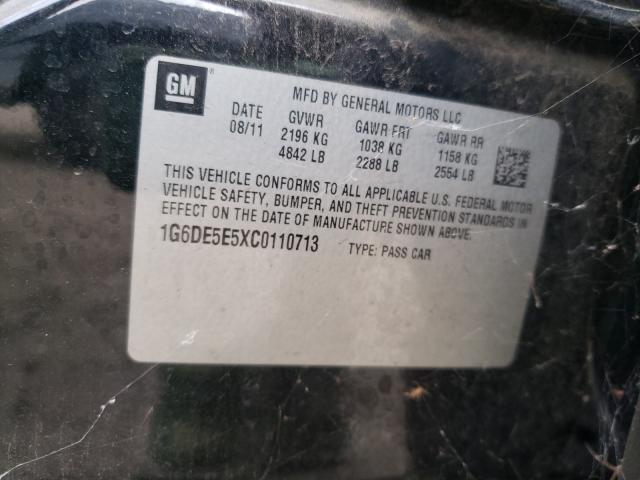 GM ®
MFD BY GENERAL MOTORS LLC
DATE GVWR GAWR FRT GAWR RR
08/11 2196 KG 1038 KG 1158 KG
4842 LB 2288 LB 2554 LB
THIS VEHICLE CONFORMS TO ALL APPLICABLE U.S. FEDERAL MOTOR
VEHICLE SAFETY, BUMPER, AND THEFT PREVENTION STANDARDS IN
EFFECT ON THE DATE OF MANUFACTURE SHOWN ABOVE.
1G6DE5E5XC0110713 TYPE: PASS CAR